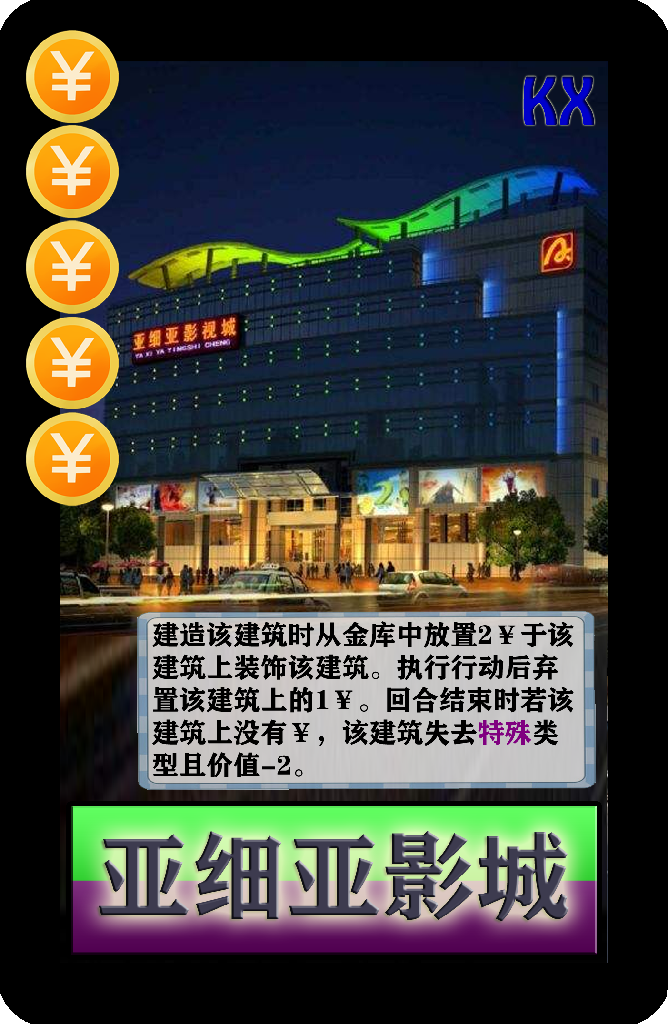 ¥
¥
¥
¥
¥
KX
亚细亚影视城
YA XI YA YINGSHI CHENG
建造该建筑时从金库中放置2￥于该
建筑上装饰该建筑。执行行动后弃
置该建筑上的1￥。回合结束时若该
建筑上没有￥，该建筑失去特殊类
型且价值-2。
亚细亚影城